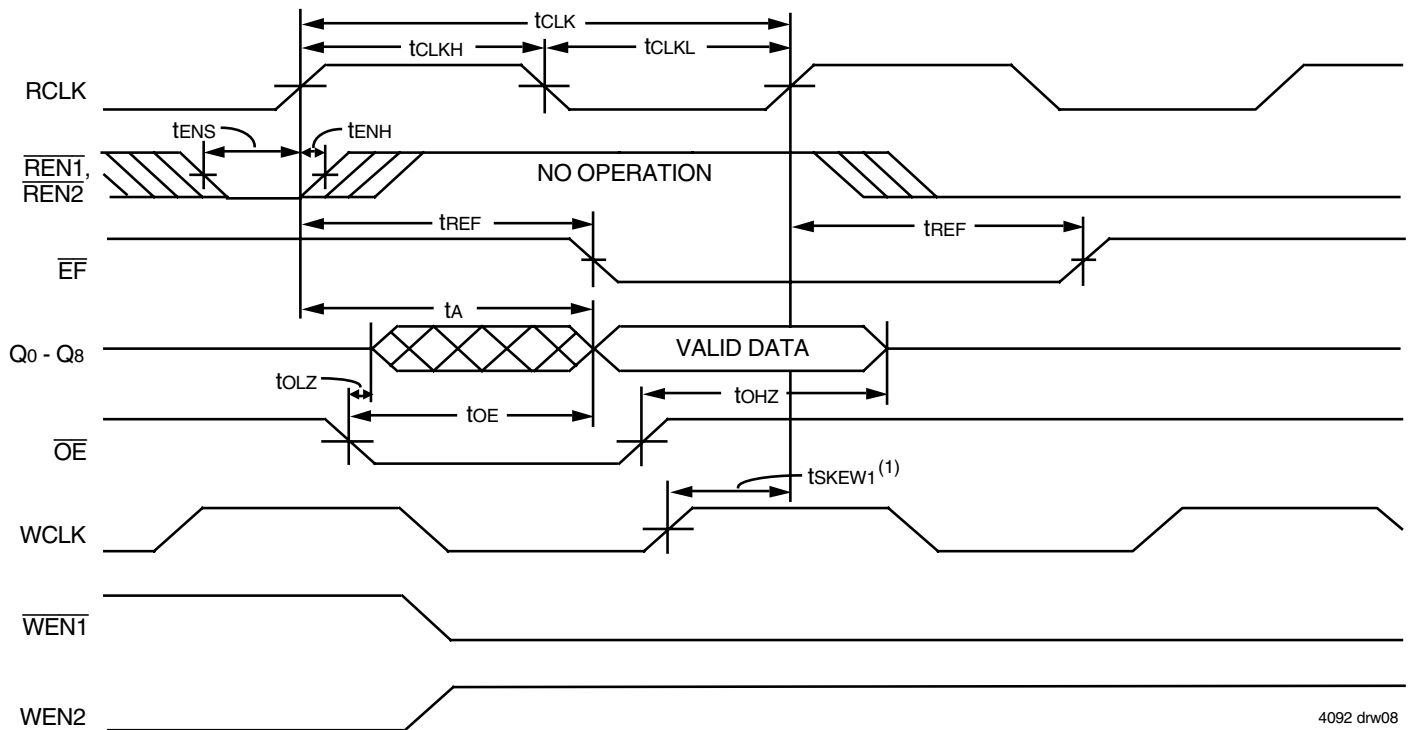 tCLK
tCLKH
tCLKL
RCLK
tENS
tENH
REN1,
REN2
NO OPERATION
tREF
tREF
EF
tA
Q0 - Q8
VALID DATA
tOLZ
tOE
tOHZ
OE
tSKEW1(1)
WCLK
WEN1
WEN2
4092 drw08